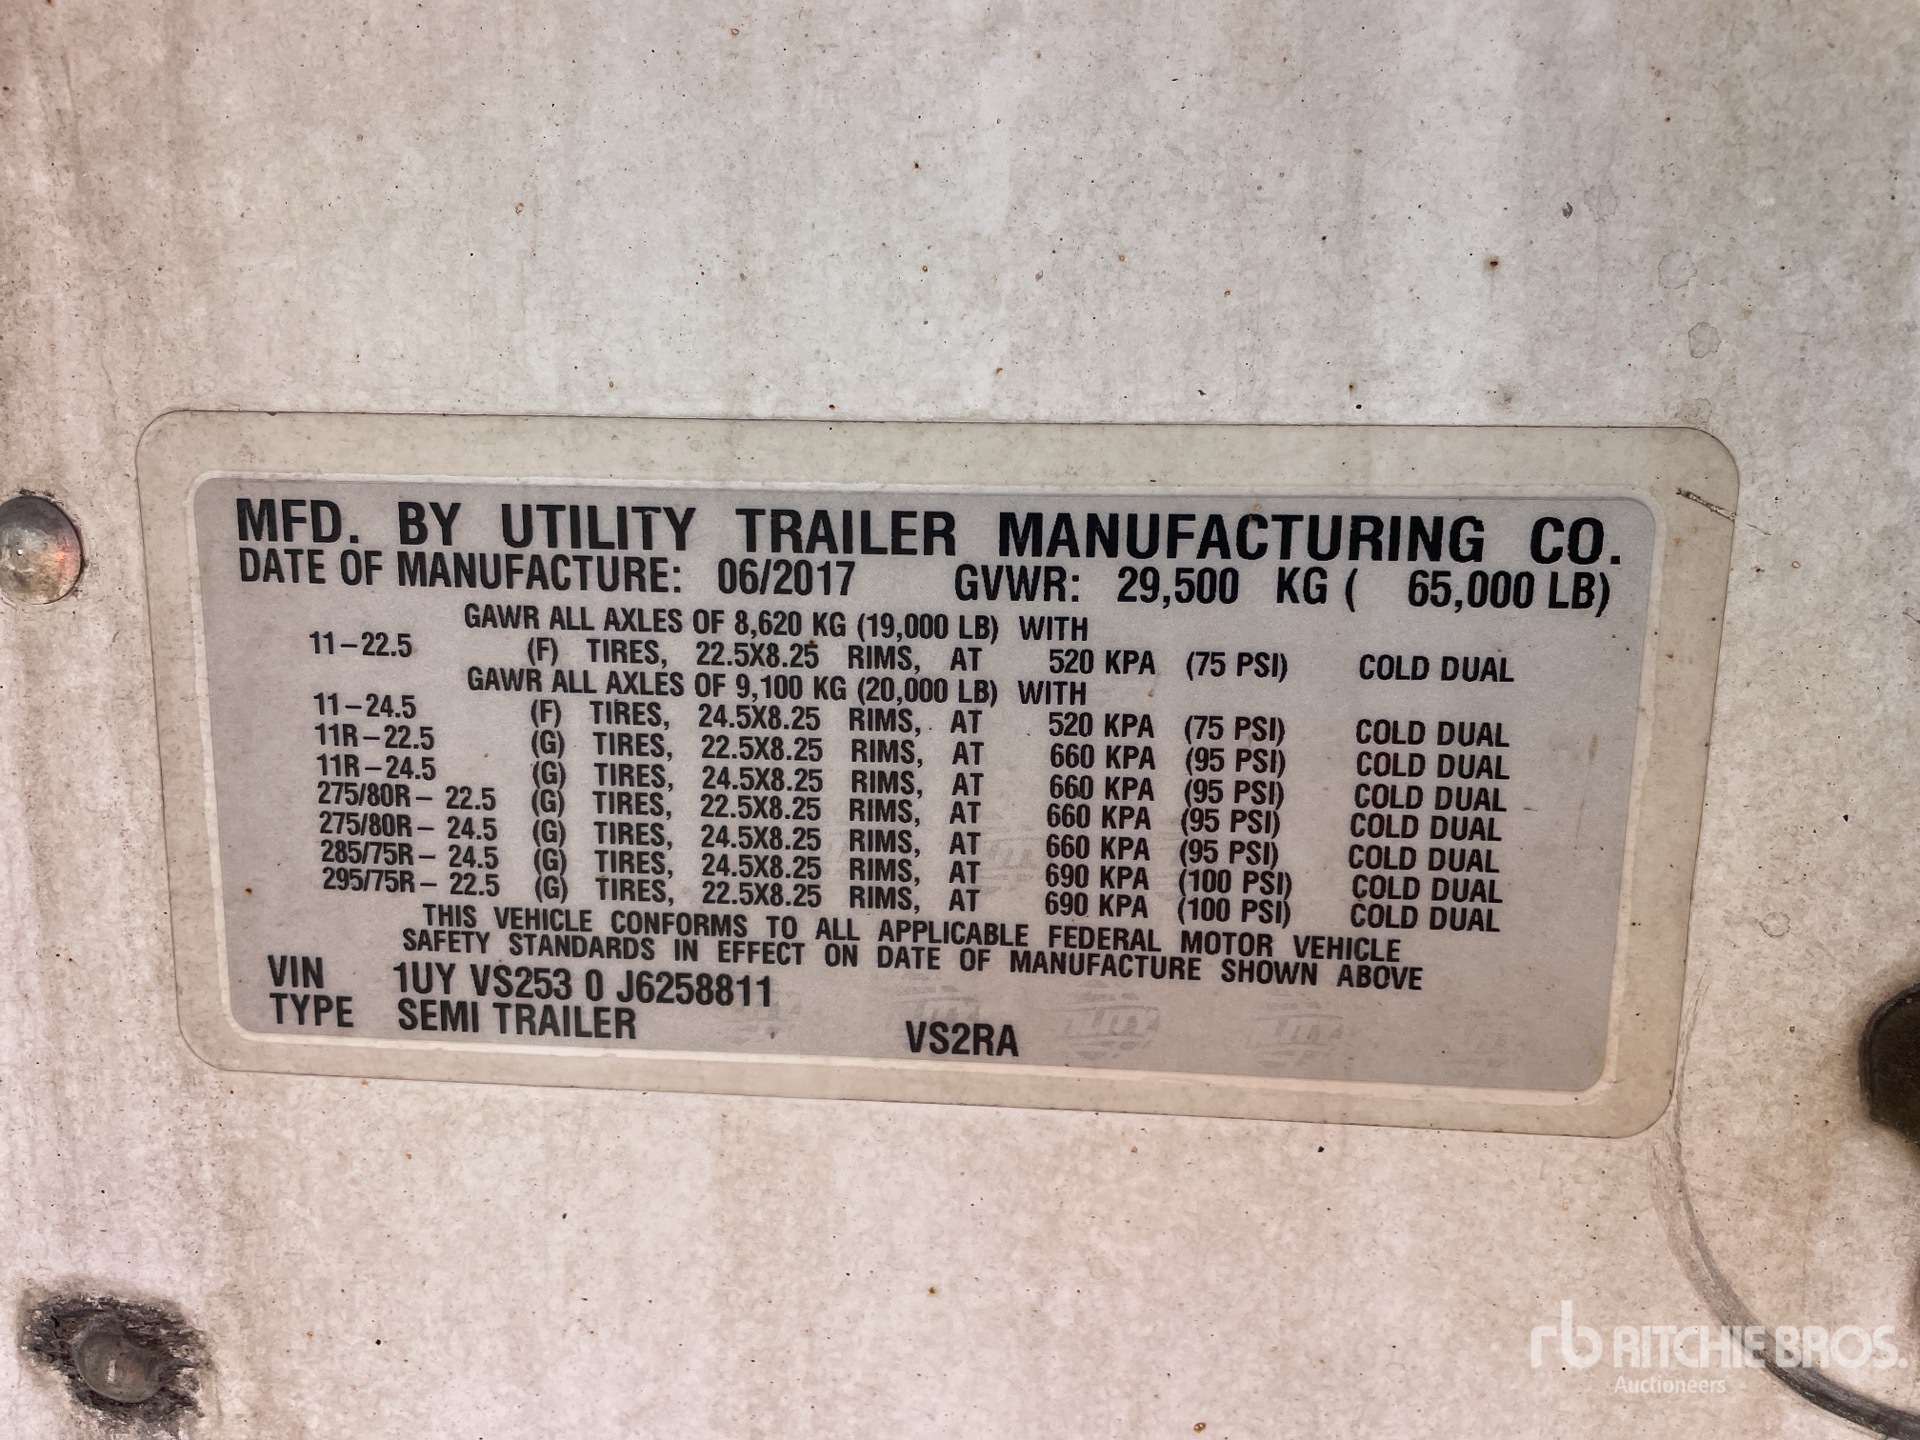 MFD. BY UTILITY TRAILER MANUFACTURING CO.
DATE OF MANUFACTURE: 06/2017 GVWR: 29,500 KG ( 65,000 LB)
GAWR ALL AXLES OF 8,620 KG (19,000 LB) WITH
11-22.5 (F) TIRES, 22.5X8.25 RIMS, AT 520 KPA (75 PSI) COLD DUAL
GAWR ALL AXLES OF 9,100 KG (20,000 LB) WITH
11-24.5 (F) TIRES, 24.5X8.25 RIMS, AT 520 KPA (75 PSI) COLD DUAL
11R-22.5 (G) TIRES, 22.5X8.25 RIMS, AT 660 KPA (95 PSI) COLD DUAL
11R-24.5 (G) TIRES, 24.5X8.25 RIMS, AT 660 KPA (95 PSI) COLD DUAL
275/80R- 22.5 (G) TIRES, 22.5X8.25 RIMS, AT 660 KPA (95 PSI) COLD DUAL
275/80R- 24.5 (G) TIRES, 24.5X8.25 RIMS, AT 660 KPA (95 PSI) COLD DUAL
285/75R- 24.5 (G) TIRES, 24.5X8.25 RIMS, AT 690 KPA (100 PSI) COLD DUAL
295/75R- 22.5 (G) TIRES, 22.5X8.25 RIMS, AT 690 KPA (100 PSI) COLD DUAL
THIS VEHICLE CONFORMS TO ALL APPLICABLE FEDERAL MOTOR VEHICLE
SAFETY STANDARDS IN EFFECT ON DATE OF MANUFACTURE SHOWN ABOVE
VIN 1UY VS253 0 J6258811
TYPE SEMI TRAILER VS2RA
rb RITCHIE BROS.
Auctioneers